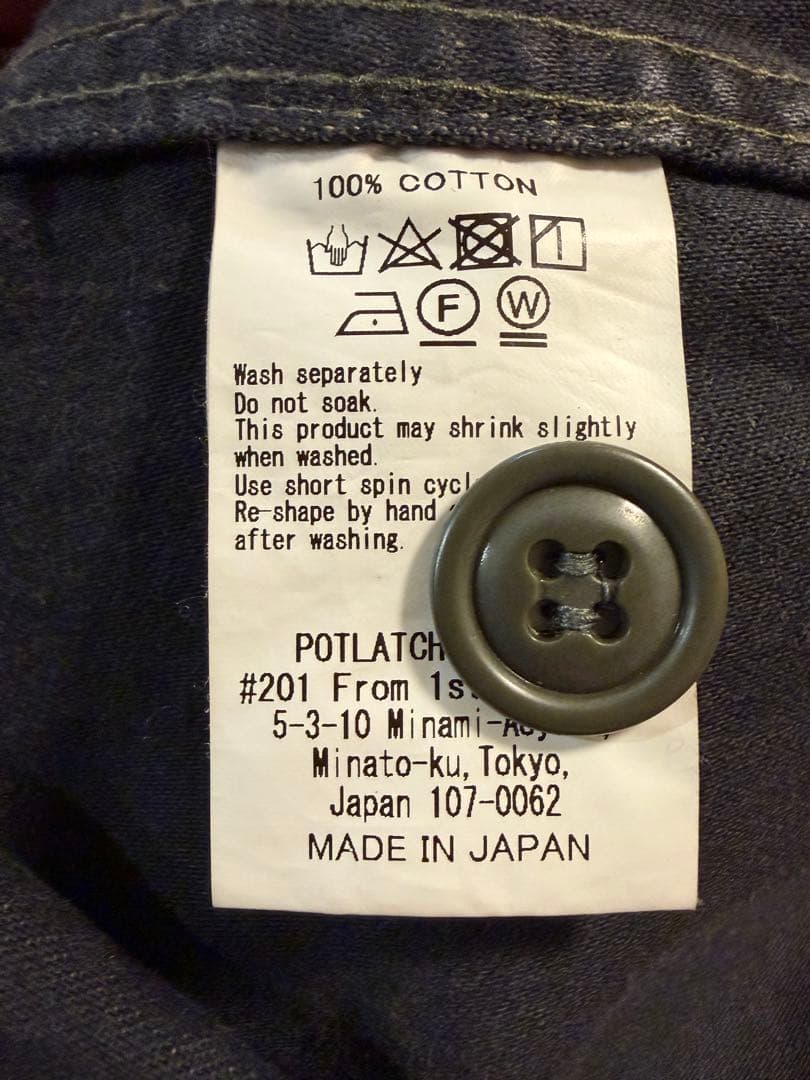 100% COTTON
F W
Wash separately
Do not soak.
This product may shrink slightly
when washed.
Use short spin
Re-shape by hand
after washing.
POTLATCH
#201 From
5-3-10
Minato-ku, Tokyo,
Japan 107-0062
MADE IN JAPAN